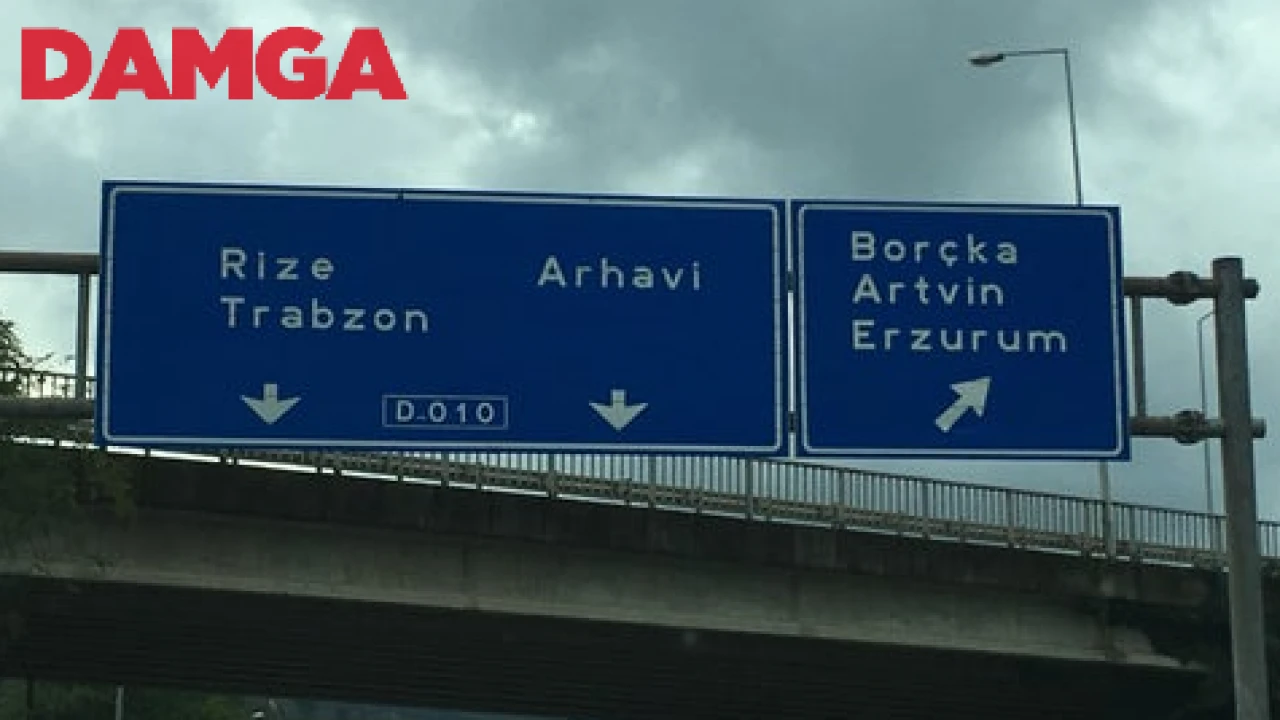 DAMGA
Rize
Trabzon
Arhavi
D-010
Borçka
Artvin
Erzurum